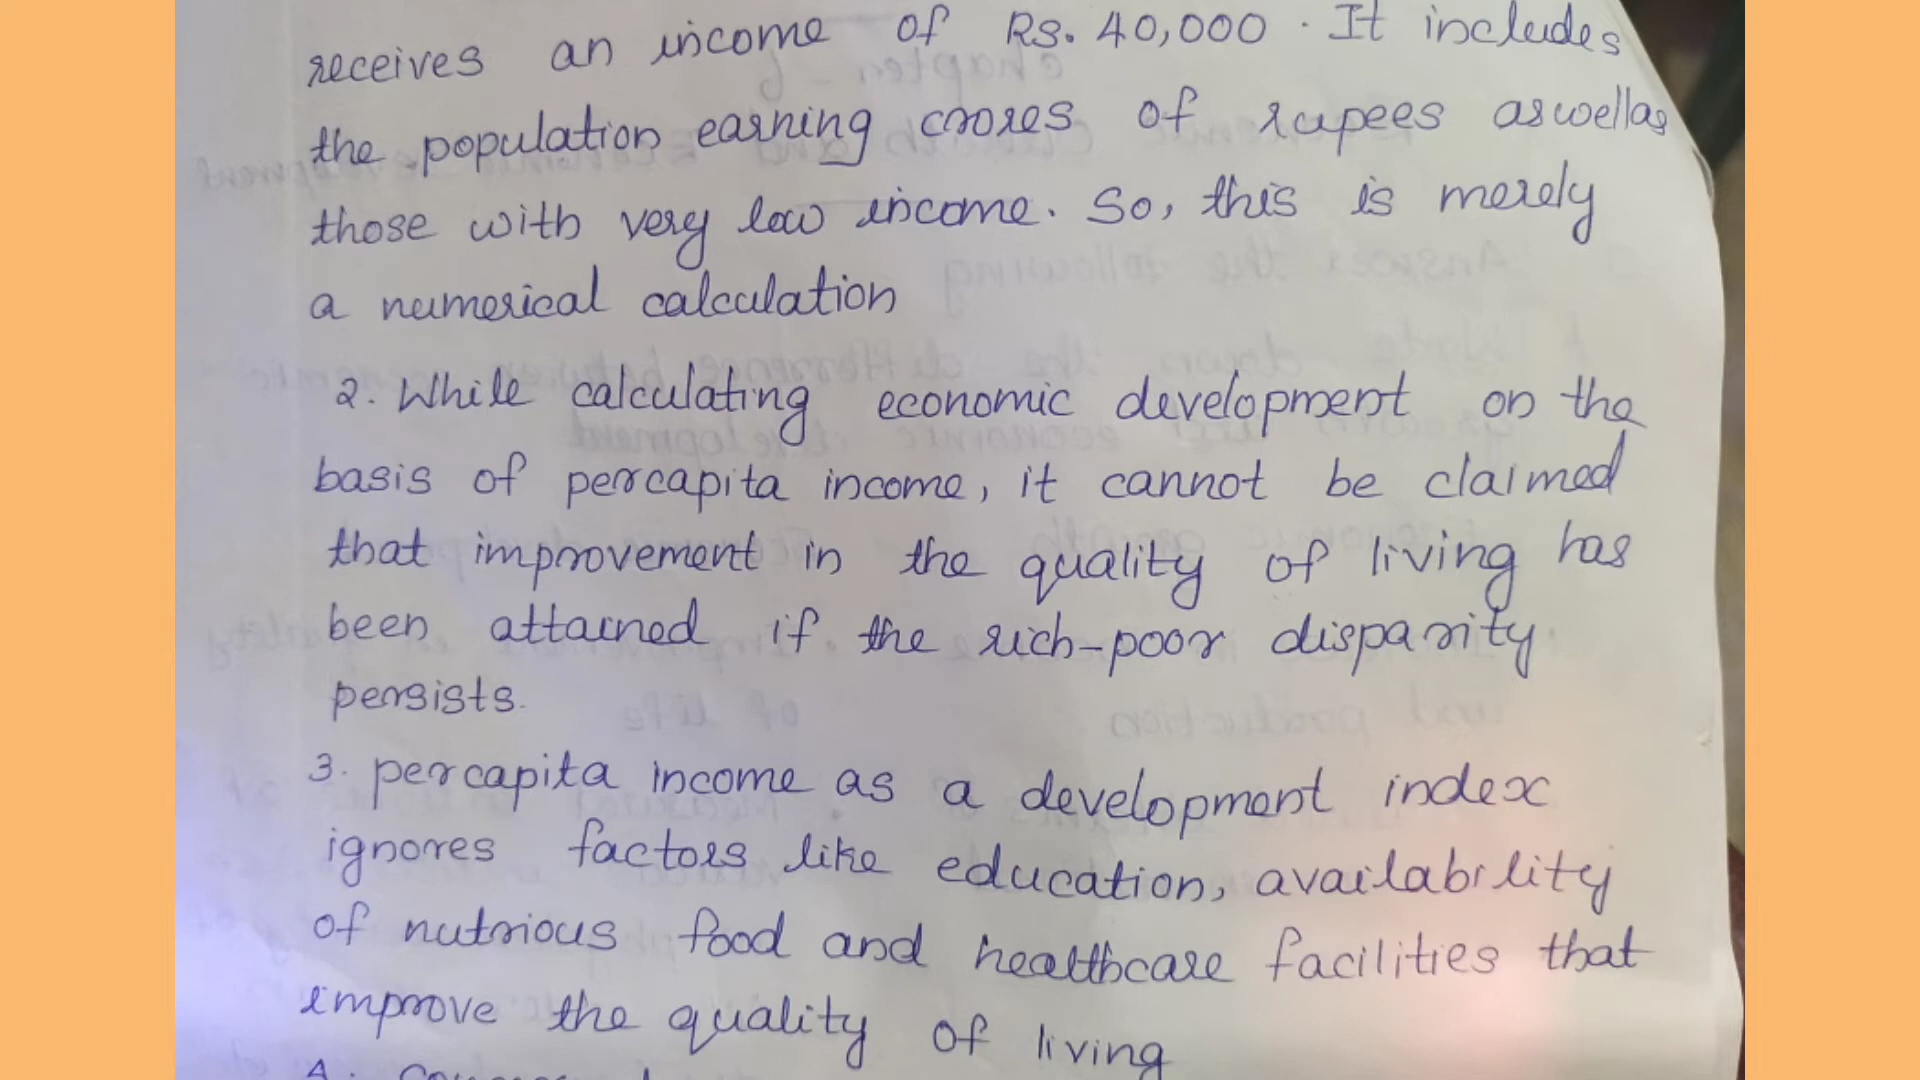 receives an income of Rs. 40,000. It includes
the population earning crores of rupees aswellas
those with very low income. So, this is merely
a numerical calculation
2. While calculating economic development on the
basis of percapita income, it cannot be claimed
that improvement in the quality of living has
been attained if the rich-poor disparity
persists.
3. percapita income as a development index
ignores factors like education, availability
of nutrious food and healthcare facilities that
improve the quality of living
4.